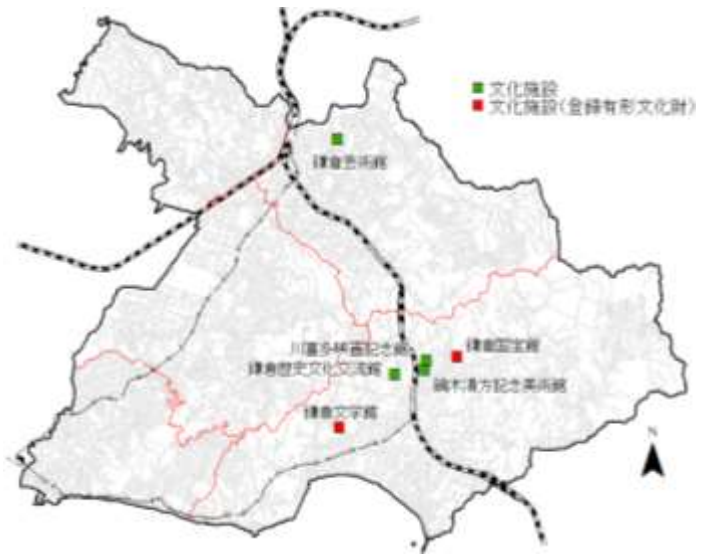 文化施設
文化施設(登録有形文化財)
鎌倉芸術館
川喜多映画記念館
鎌倉国宝館
鎌倉歴史文化交流館
鏑木清方記念美術館
鎌倉文学館
N